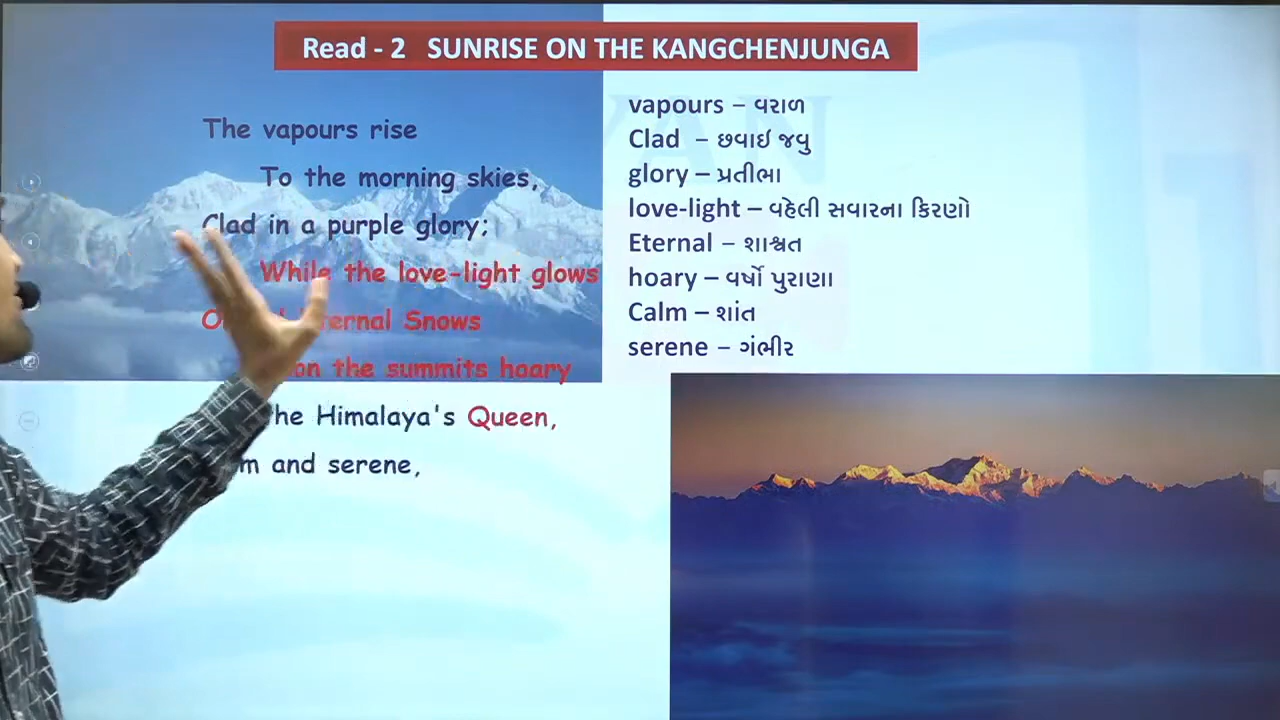 Read - 2 SUNRISE ON THE KANGCHENJUNGA
The vapours rise
To the morning skies,
Clad in a purple glory;
While the love-light glows
Snows
on the summits hoary
Himalaya's Queen,
and serene,
vapours – વરાળ
Clad – છવાઇ જવુ
glory – પ્રતીભા
love-light – વહેલી સવારના કિરણો
Eternal – શાશ્વત
hoary – વર્ષો પુરાણા
Calm – શાંત
serene – ગંભીર